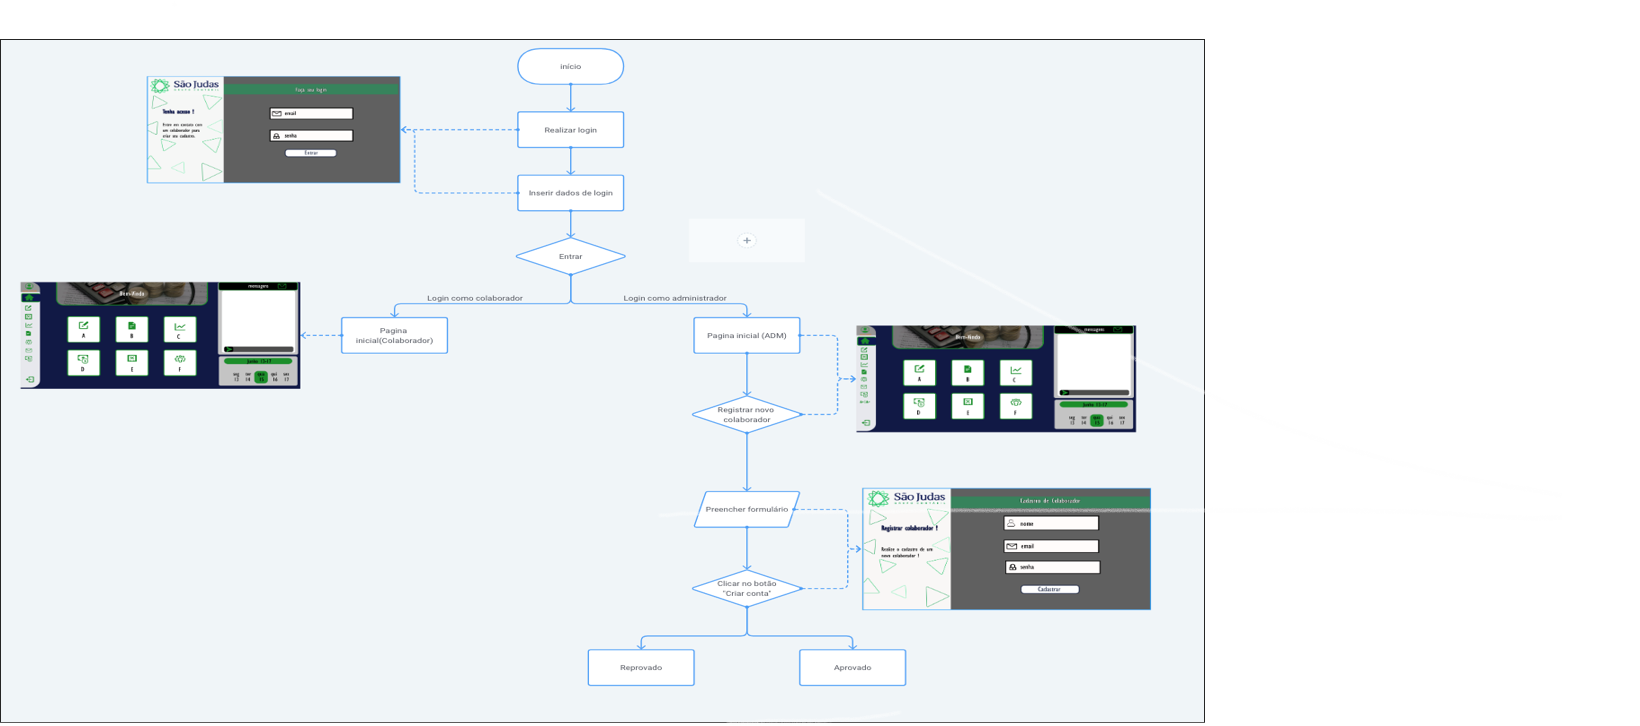 início
São Judas
Faça seu login
Tenha acesso !
Entre em contato com
um colaborador para
criar seu cadastro.
email
senha
Entrar
Realizar login
Inserir dados de login
Entrar
Login como colaborador
Login como administrador
Bem-Vindo
mensagens
A
B
C
D
E
F
junho 13-17
seg ter qua qui sex
13 14 15 16 17
Pagina
inicial(Colaborador)
Pagina inicial (ADM)
Bem-Vindo
mensagens
A
B
C
D
E
F
junho 13-17
seg ter qua qui sex
13 14 15 16 17
Registrar novo
colaborador
Preencher formulário
São Judas
Cadastro de Colaborador
Registrar colaborador !
Realize o cadastro de um
novo colaborador !
nome
email
senha
Cadastrar
Clicar no botão
"Criar conta"
Reprovado
Aprovado